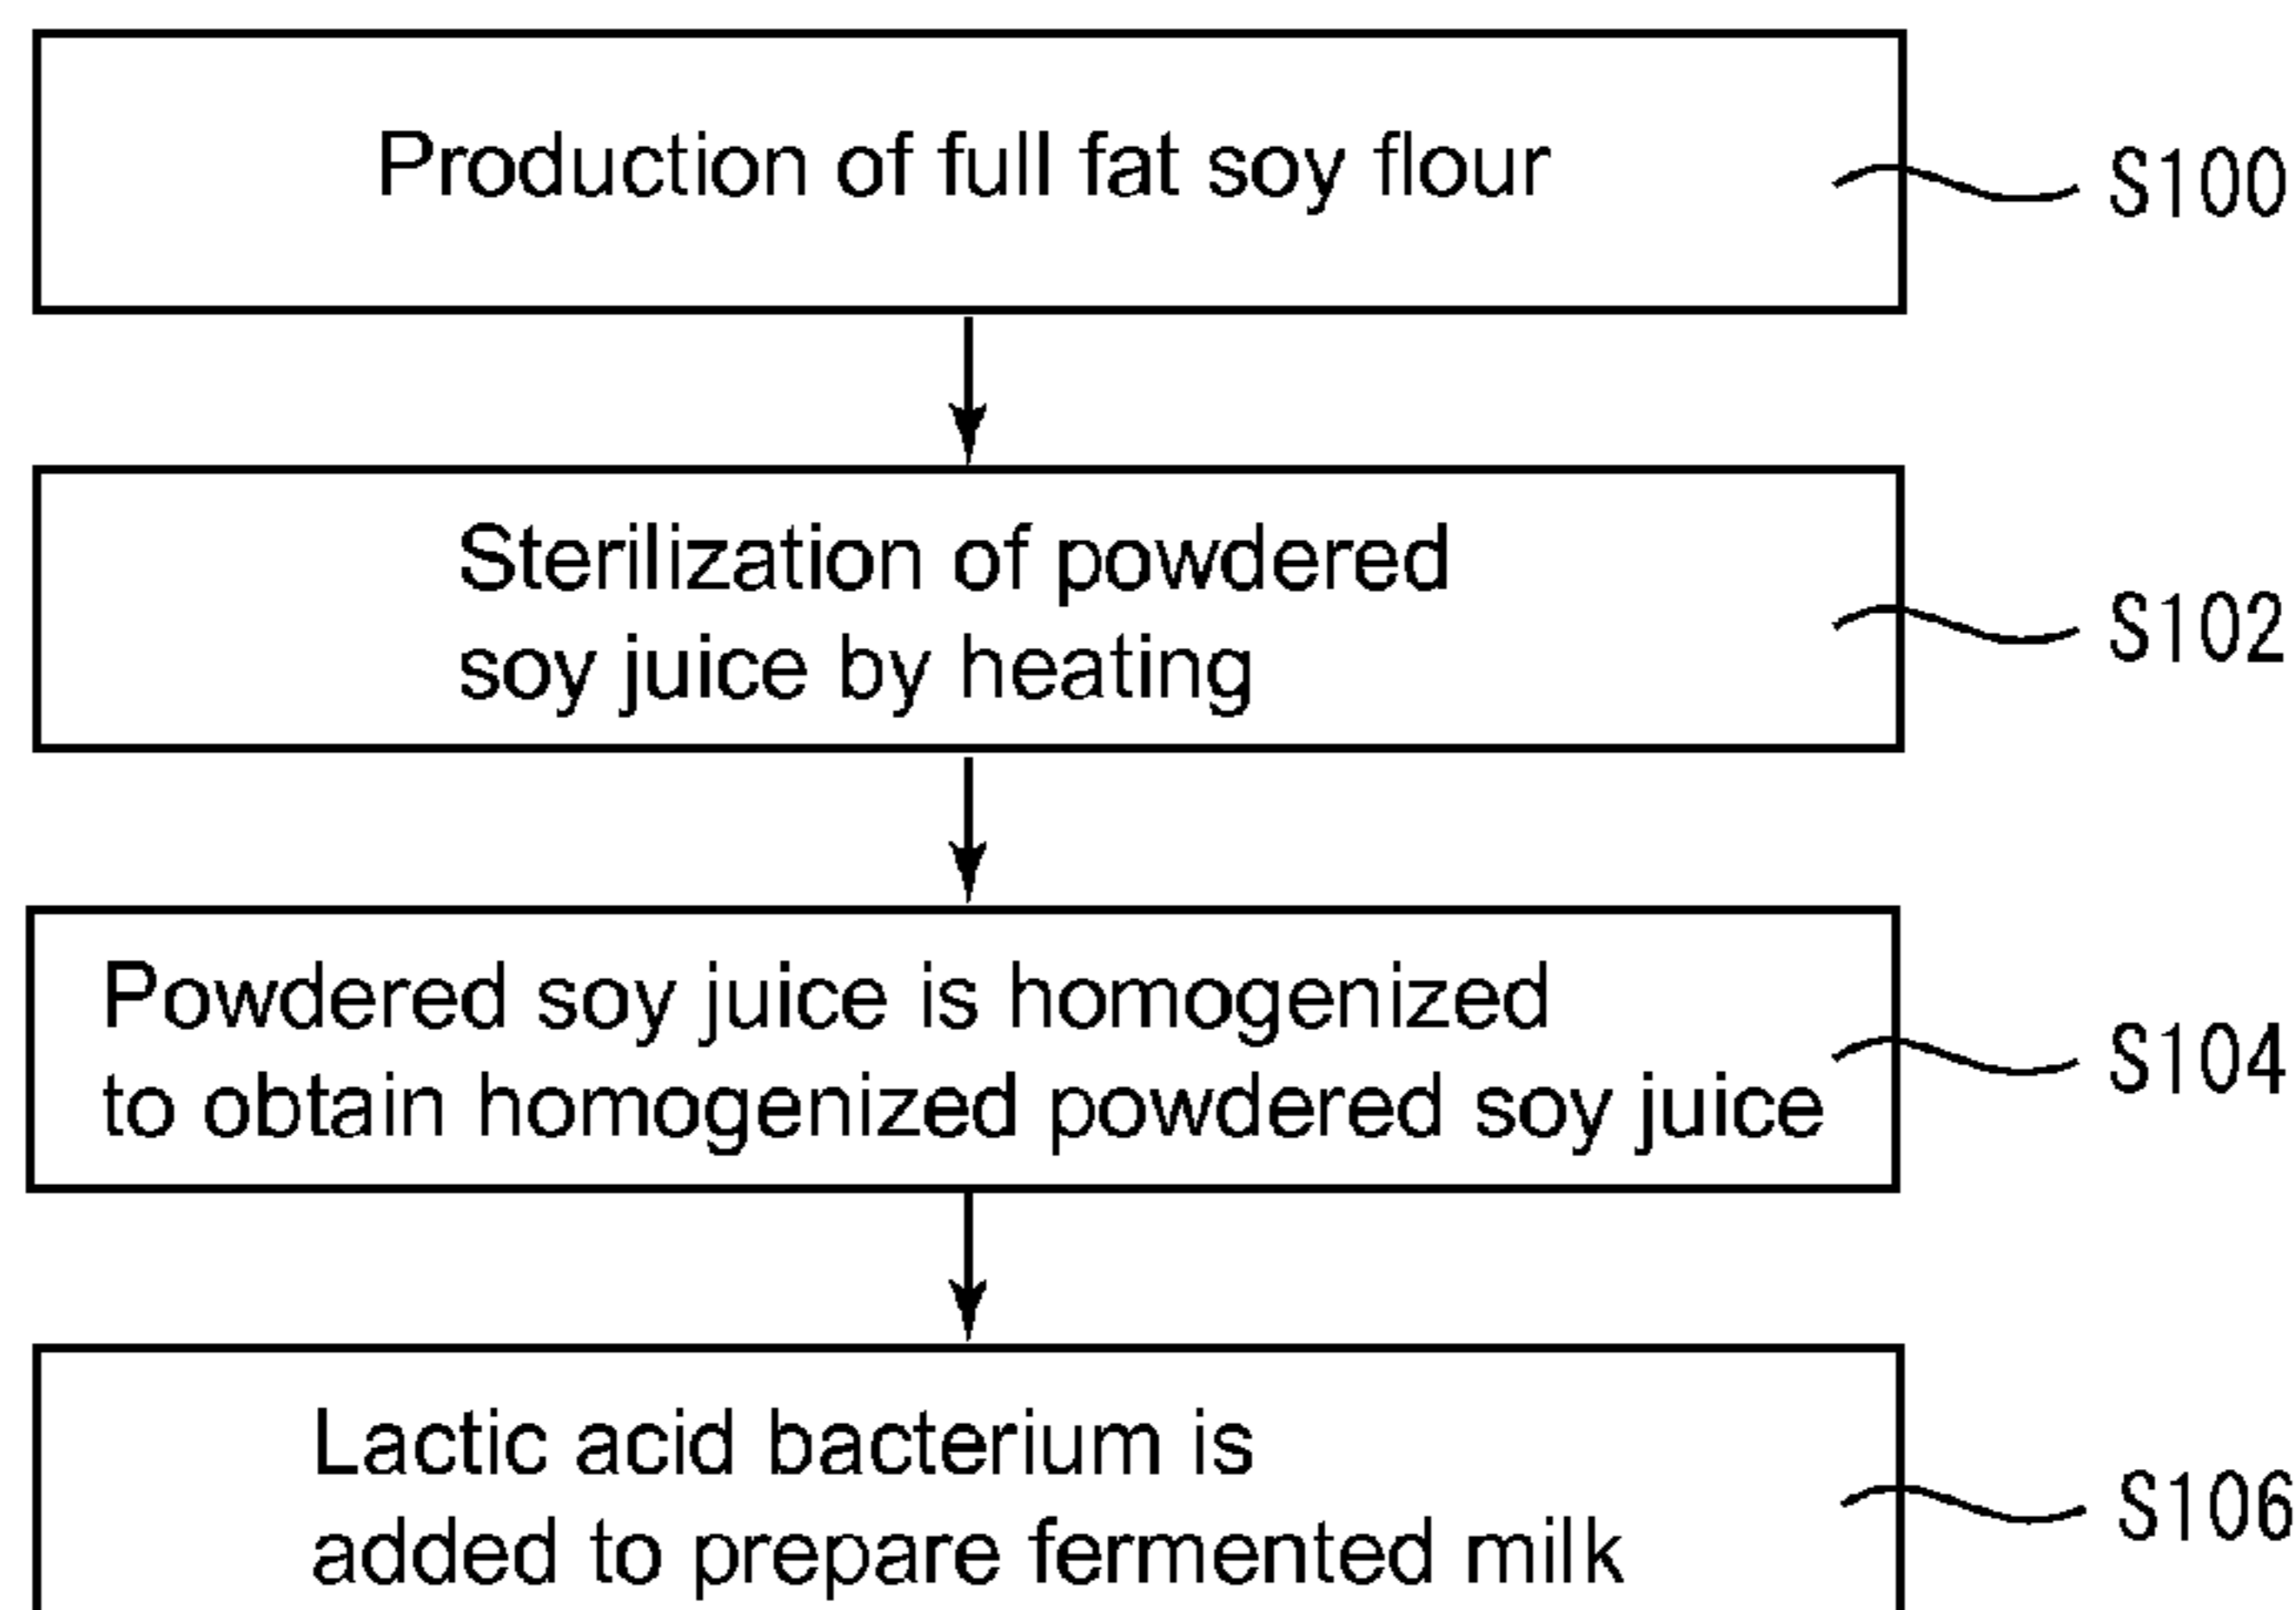 Production of full fat soy flour
S100
Sterilization of powdered
soy juice by heating
S102
Powdered soy juice is homogenized
to obtain homogenized powdered soy juice
S104
Lactic acid bacterium is
added to prepare fermented milk
S106